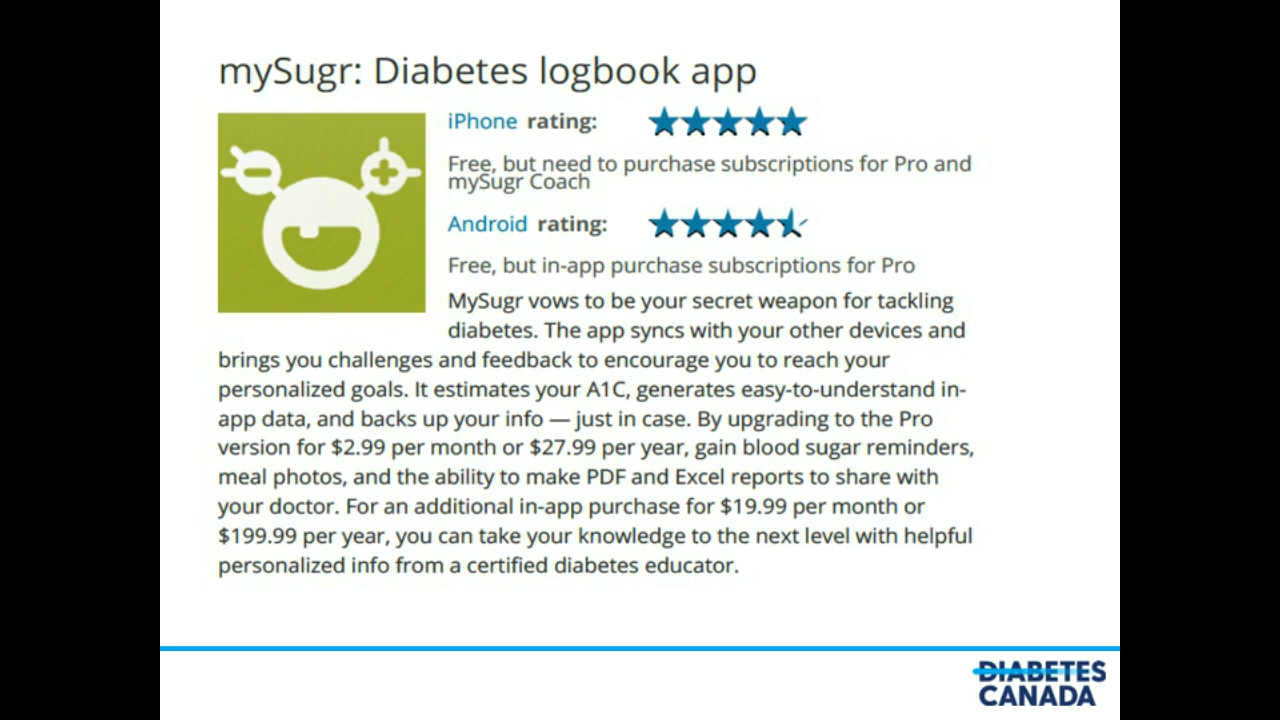 mySugr: Diabetes logbook app
iPhone rating:
Free, but need to purchase subscriptions for Pro and
mySugr Coach
Android rating:
Free, but in-app purchase subscriptions for Pro
MySugr vows to be your secret weapon for tackling
diabetes. The app syncs with your other devices and
brings you challenges and feedback to encourage you to reach your
personalized goals. It estimates your A1C, generates easy-to-understand in-
app data, and backs up your info — just in case. By upgrading to the Pro
version for $2.99 per month or $27.99 per year, gain blood sugar reminders,
meal photos, and the ability to make PDF and Excel reports to share with
your doctor. For an additional in-app purchase for $19.99 per month or
$199.99 per year, you can take your knowledge to the next level with helpful
personalized info from a certified diabetes educator.
DIABETES
CANADA